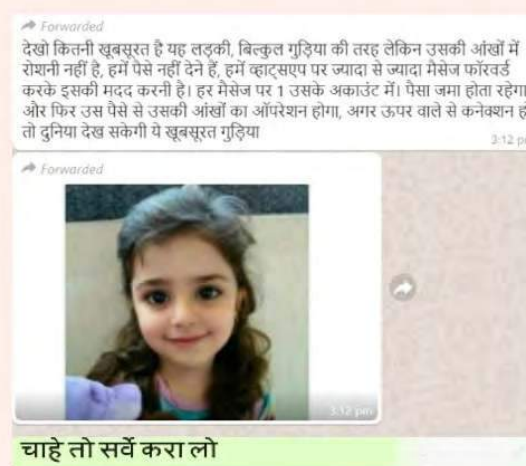 Forwarded
देखो कितनी खूबसूरत है यह लड़की, बिल्कुल गुड़िया की तरह लेकिन उसकी आंखों में
रोशनी नहीं है, हमें पैसे नहीं देने हैं, हमें व्हाट्सएप पर ज्यादा से ज्यादा मैसेज फॉरवर्ड
करके इसकी मदद करनी है। हर मैसेज पर 1 उसके अकाउंट में। पैसा जमा होता रहेगा
और फिर उस पैसे से उसकी आंखों का ऑपरेशन होगा, अगर ऊपर वाले से कनेक्शन ह
तो दुनिया देख सकेगी ये खूबसूरत गुड़िया
3:12 p
Forwarded
3:12 pm
चाहे तो सर्वे करा लो